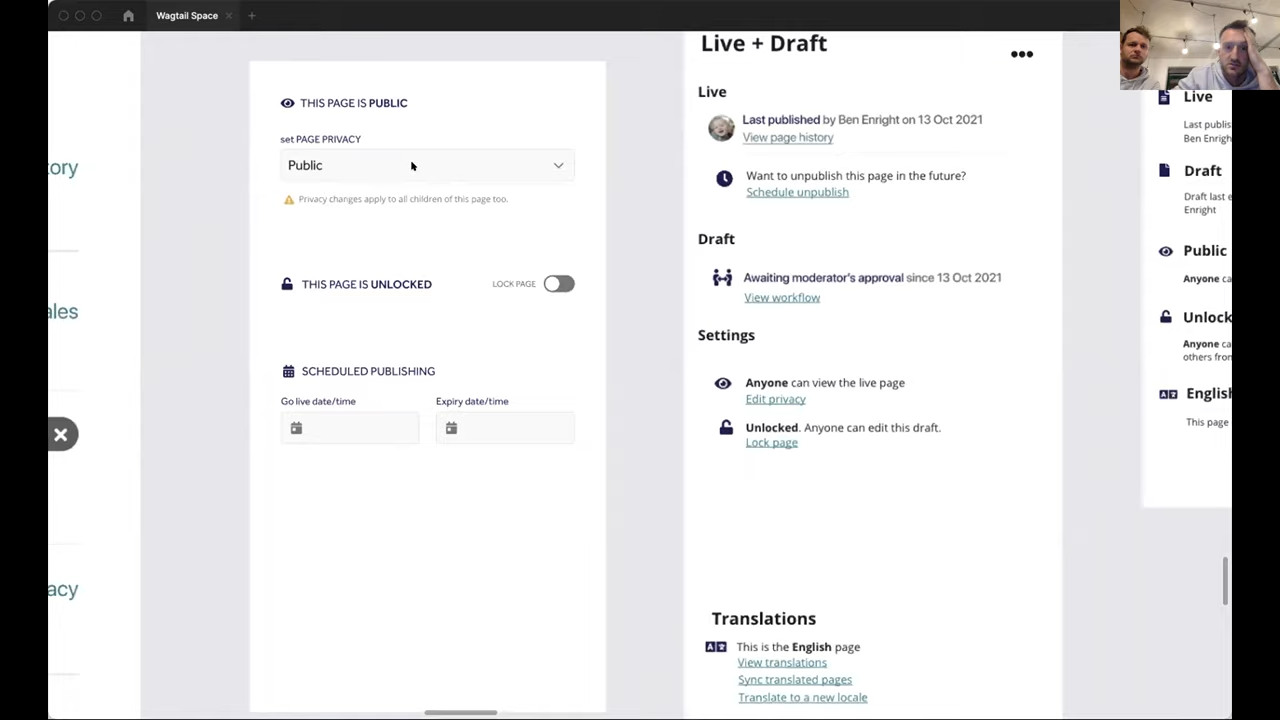 Wagtail Space
ory
ales
acy
THIS PAGE IS PUBLIC
set PAGE PRIVACY
Public
Privacy changes apply to all children of this page too.
THIS PAGE IS UNLOCKED
LOCK PAGE
SCHEDULED PUBLISHING
Go live date/time
Expiry date/time
Live + Draft
Live
Last published by Ben Enright on 13 Oct 2021
View page history
Want to unpublish this page in the future?
Schedule unpublish
Draft
Awaiting moderator's approval since 13 Oct 2021
View workflow
Settings
Anyone can view the live page
Edit privacy
Unlocked. Anyone can edit this draft.
Lock page
Translations
This is the English page
View translations
Sync translated pages
Translate to a new locale
Live
Last publis
Ben Enrigh
Draft
Draft last e
Enright
Public
Anyone ca
Unlock
Anyone ca
others from
English
This page